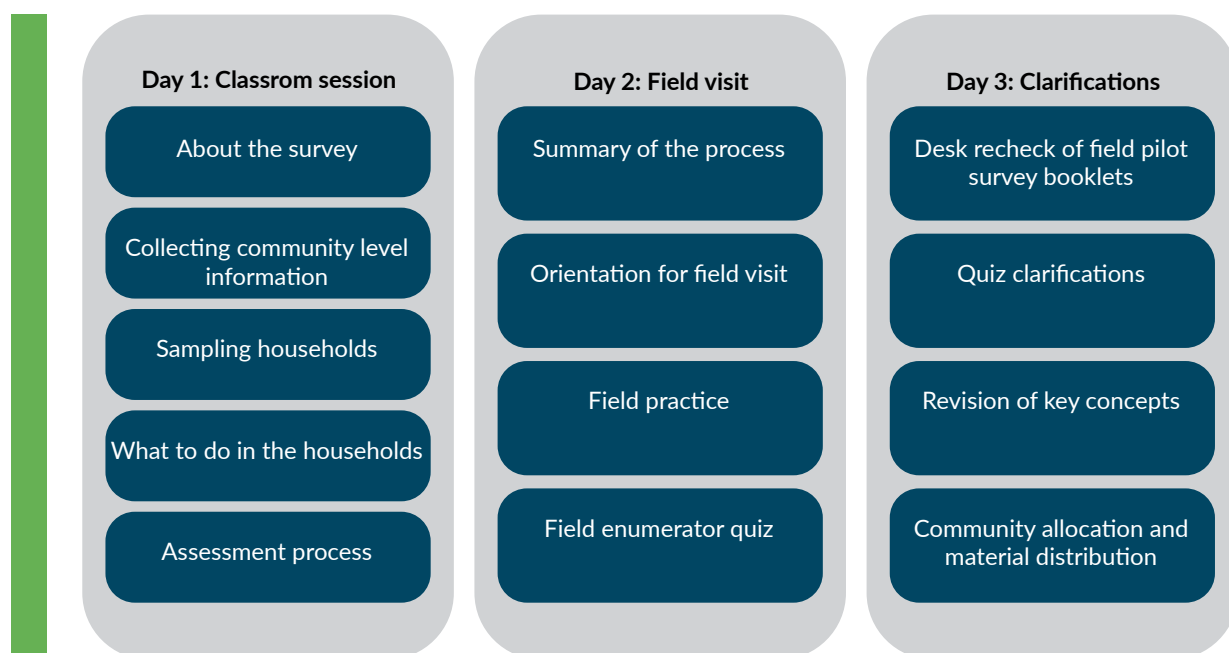 Day 1: Classrom session
About the survey
Collecting community level
information
Sampling households
What to do in the households
Assessment process
Day 2: Field visit
Summary of the process
Orientation for field visit
Field practice
Field enumerator quiz
Day 3: Clarifications
Desk recheck of field pilot
survey booklets
Quiz clarifications
Revision of key concepts
Community allocation and
material distribution